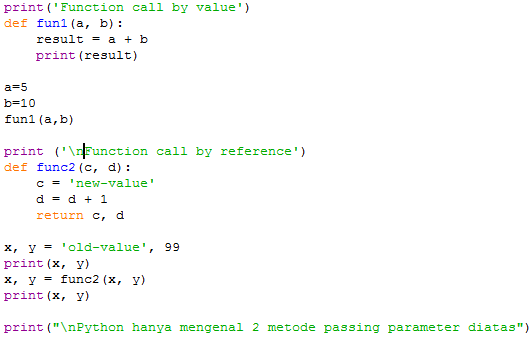 print('Function call by value')
def fun1(a, b):
    result = a + b
    print(result)

a=5
b=10
fun1(a,b)

print ('\nFunction call by reference')
def func2(c, d):
    c = 'new-value'
    d = d + 1
    return c, d

x, y = 'old-value', 99
print(x, y)
x, y = func2(x, y)
print(x, y)

print("\nPython hanya mengenal 2 metode passing parameter diatas")